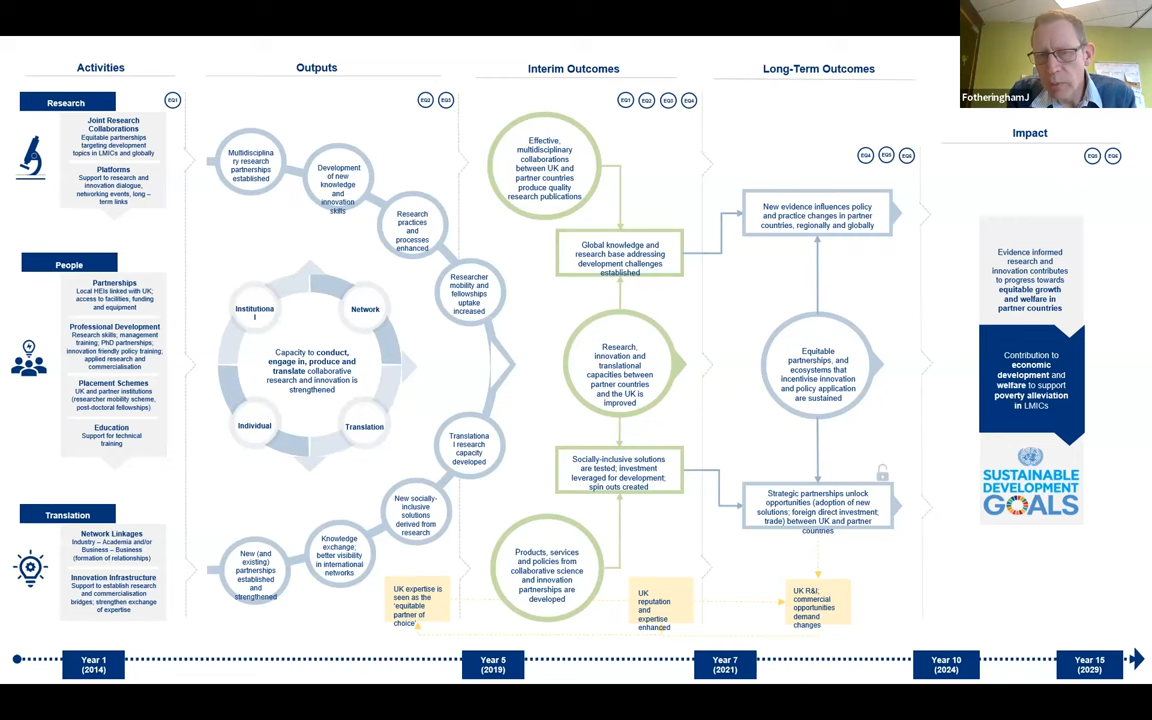 Activities
Outputs
Interim Outcomes
Long-Term Outcomes
Impact
FotheringhamJ
EQ1
EQ2
EQ3
EQ1
EQ2
EQ3
EQ4
EQ4
EQ5
EQ6
EQ5
EQ6
Research
Joint Research
Collaborations
Equitable partnerships
targeting development
topics in LMICs and globally
Platforms
Support to research and
innovation dialogue,
networking events, long –
term links
People
Partnerships
Local HEIs linked with UK;
access to facilities, funding
and equipment
Professional Development
Research skills; management
training; PhD partnerships;
innovation friendly policy training;
applied research and
commercialisation
Placement Schemes
UK and partner institutions
(researcher mobility scheme,
post-doctoral fellowships)
Education
Support for technical
training
Translation
Network Linkages
Industry – Academia and/or
Business – Business
(formation of relationships)
Innovation Infrastructure
Support to establish research and
commercialisation
bridges; strengthen exchange
of expertise
Multidisciplina
ry research
partnerships
established
Development
of new
knowledge
and
innovation
skills
Research
practices
and
processes
enhanced
Researcher
mobility and
fellowships
uptake
increased
Institutiona
l
Network
Capacity to conduct,
engage in, produce and
translate collaborative
research and innovation is
strengthened
Individual
Translation
Translationa
l research
capacity
developed
New socially-
inclusive
solutions
derived from
research
Knowledge
exchange;
better visibility
in international
networks
New (and
existing)
partnerships
established
and
strengthened
Effective,
multidisciplinary
collaborations
between UK and
partner countries
produce quality
research publications
Global knowledge and
research base addressing
development challenges
established
Research,
innovation and
translational
capacities between
partner countries
and the UK is
improved
Socially-inclusive solutions
are tested; investment
leveraged for development;
spin outs created
Products, services
and policies from
collaborative science
and innovation
partnerships are
developed
New evidence influences policy
and practice changes in partner
countries, regionally and globally
Equitable
partnerships, and
ecosystems that
incentivise innovation
and policy application
are sustained
Strategic partnerships unlock
opportunities (adoption of new
solutions; foreign direct investment;
trade) between UK and partner
countries
UK expertise is
seen as the
'equitable
partner of
choice'
UK
reputation
and
expertise
enhanced
UK R&I;
commercial
opportunities
demand
changes
Evidence informed
research and
innovation contributes
to progress towards
equitable growth
and welfare in
partner countries
Contribution to
economic
development and
welfare to support
poverty alleviation
in LMICs
SUSTAINABLE
DEVELOPMENT
GOALS
Year 1
(2014)
Year 5
(2019)
Year 7
(2021)
Year 10
(2024)
Year 15
(2029)